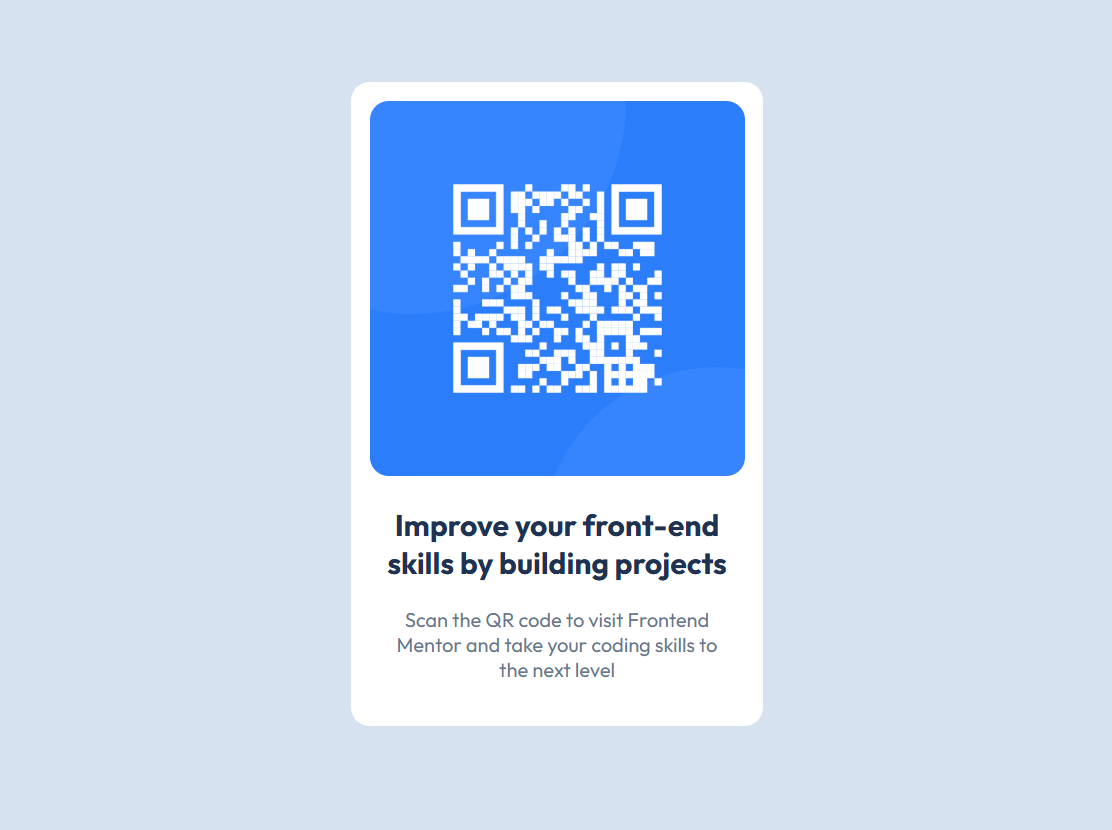 Improve your front-end
skills by building projects
Scan the QR code to visit Frontend
Mentor and take your coding skills to
the next level